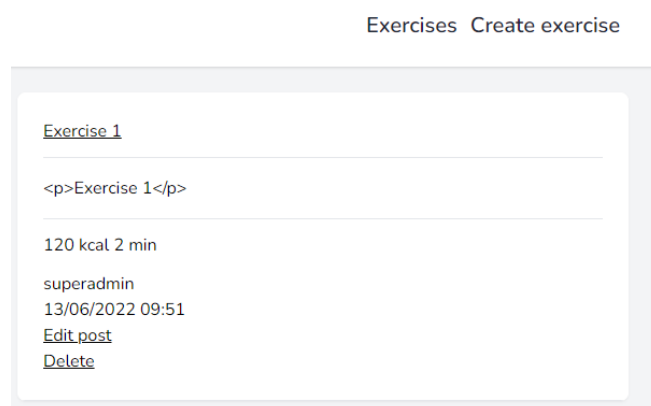 Exercises Create exercise
Exercise 1
<p>Exercise 1</p>
120 kcal 2 min
superadmin
13/06/2022 09:51
Edit post
Delete